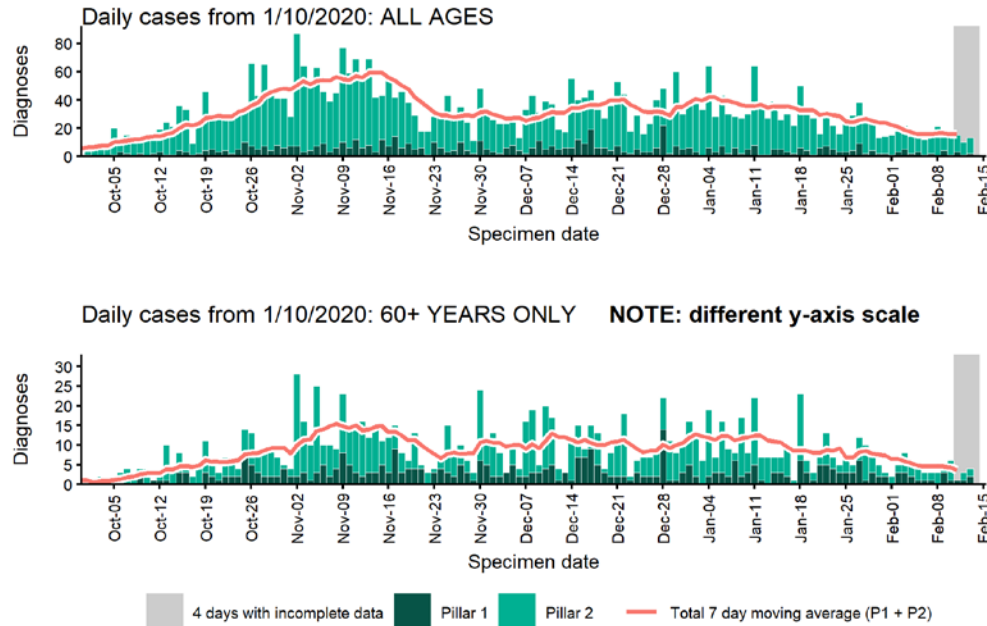 Daily cases from 1/10/2020: ALL AGES
Diagnoses
80
60
40
20
0
Oct-05 Oct-12 Oct-19 Oct-26 Nov-02 Nov-09 Nov-16 Nov-23 Nov-30 Dec-07 Dec-14 Dec-21 Dec-28 Jan-04 Jan-11 Jan-18 Jan-25 Feb-01 Feb-08 Feb-15
Specimen date
Daily cases from 1/10/2020: 60+ YEARS ONLY NOTE: different y-axis scale
Diagnoses
30
25
20
15
10
5
0
Oct-05 Oct-12 Oct-19 Oct-26 Nov-02 Nov-09 Nov-16 Nov-23 Nov-30 Dec-07 Dec-14 Dec-21 Dec-28 Jan-04 Jan-11 Jan-18 Jan-25 Feb-01 Feb-08 Feb-15
Specimen date
4 days with incomplete data Pillar 1 Pillar 2 Total 7 day moving average (P1 + P2)